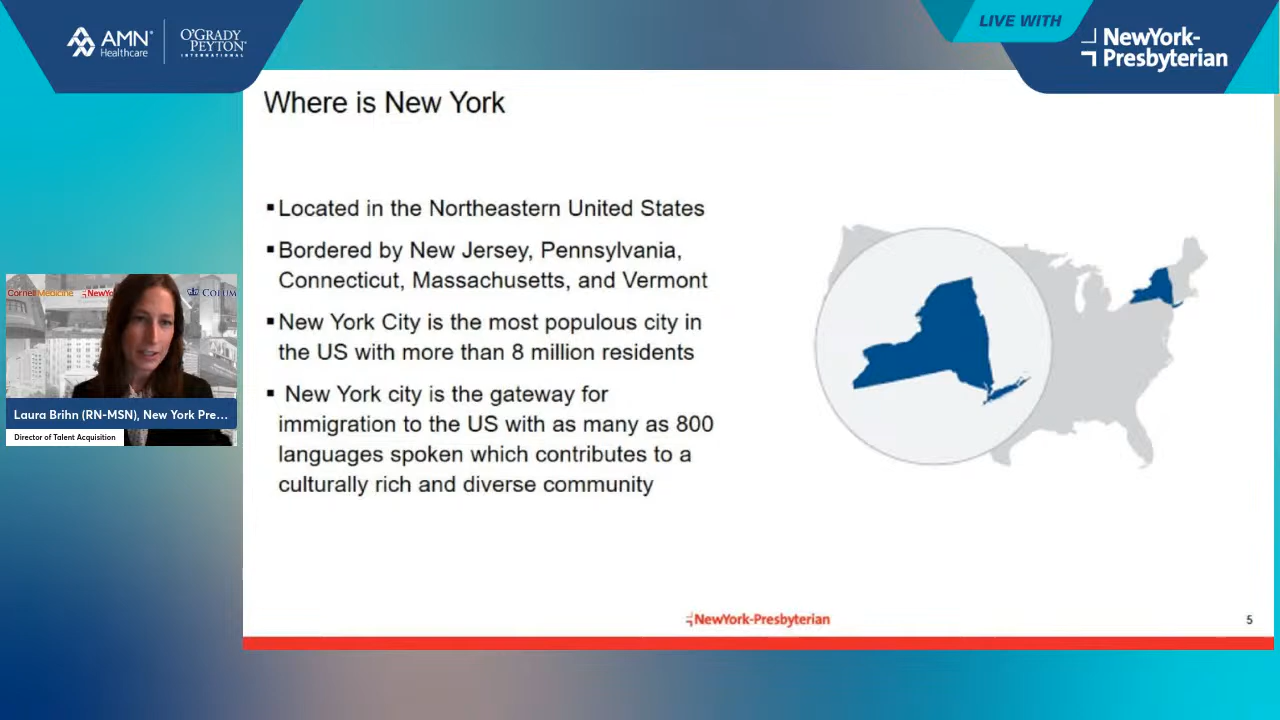 AMN
Healthcare
O'GRADY
PEYTON
INTERNATIONAL
LIVE WITH
NewYork-
Presbyterian
Where is New York
▪ Located in the Northeastern United States
▪ Bordered by New Jersey, Pennsylvania,
Connecticut, Massachusetts, and Vermont
▪ New York City is the most populous city in
the US with more than 8 million residents
▪ New York city is the gateway for
immigration to the US with as many as 800
languages spoken which contributes to a
culturally rich and diverse community
Cornell Medicine
NewYo
COLUM
Laura Brihn (RN-MSN), New York Pre...
Director of Talent Acquisition
NewYork-Presbyterian
5